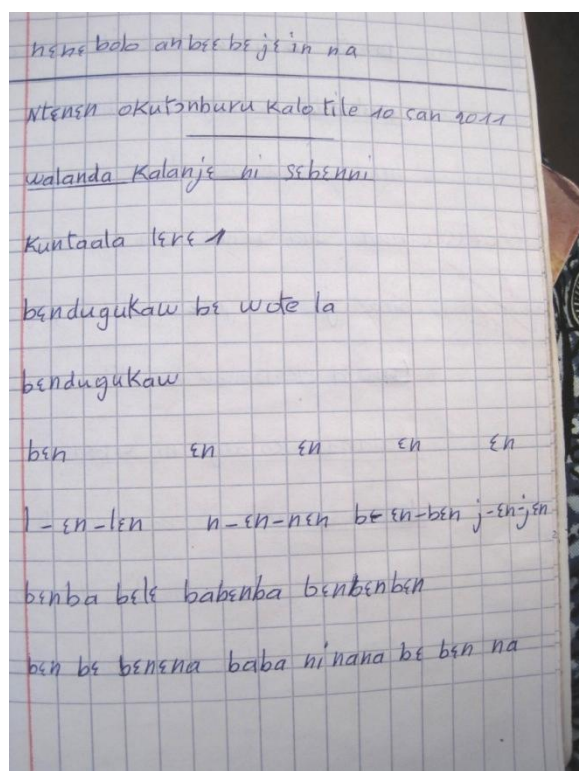 nɛnɛ bolo an bɛɛ bɛ jɛ in na
Ntɛnɛn okutɔnburu kalo tile 10 san 2011
walanda Kalanjɛ ni sɛbɛnni
Kuntaala lɛrɛ 1
bɛndugukaw bɛ wote la
bɛndugukaw
bɛn ɛn ɛn ɛn ɛn
l-ɛn-lɛn n-ɛn-nɛn b-ɛn-bɛn j-ɛn-jɛn
bɛnba bɛlɛ babɛnba bɛnbɛnbɛn
bɛn bɛ bɛnɛna baba ni nana bɛ bɛn na